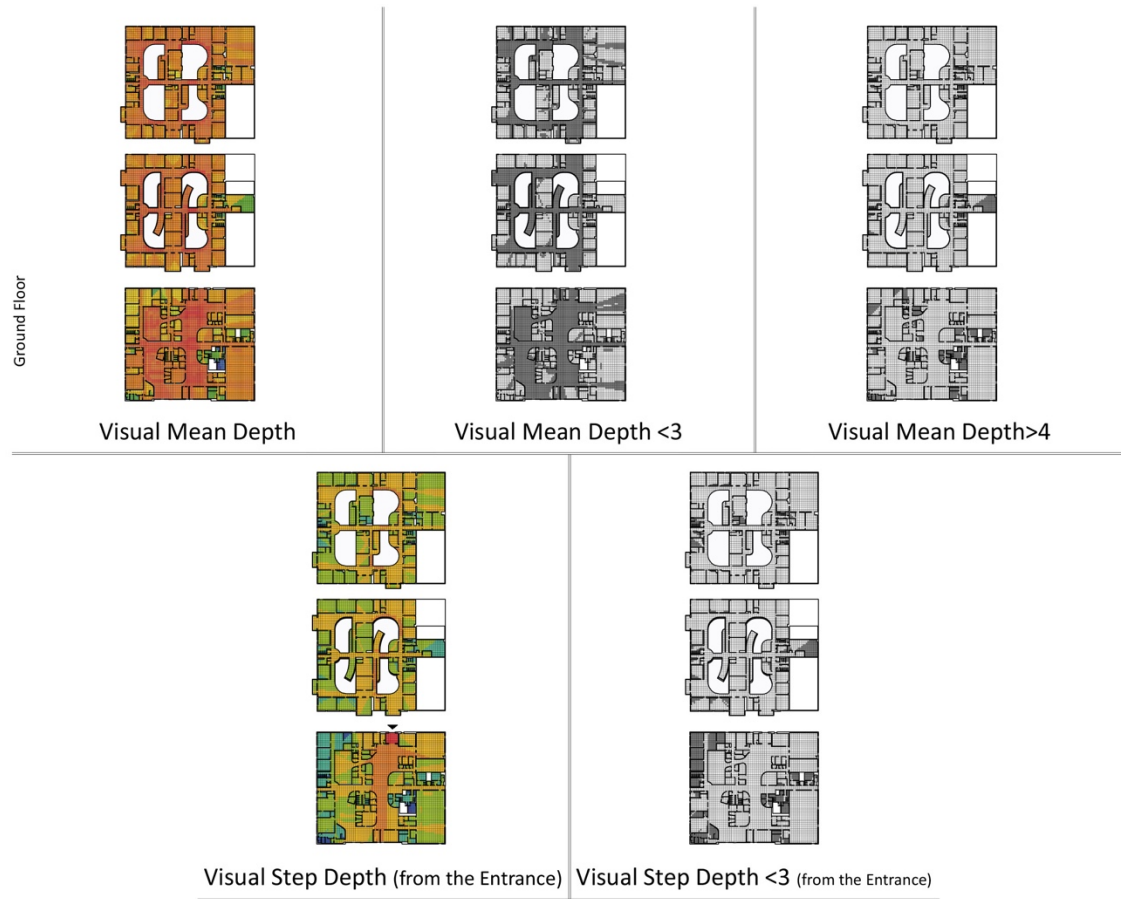 Ground Floor
Visual Mean Depth
Visual Mean Depth <3
Visual Mean Depth>4
Visual Step Depth (from the Entrance)
Visual Step Depth <3 (from the Entrance)